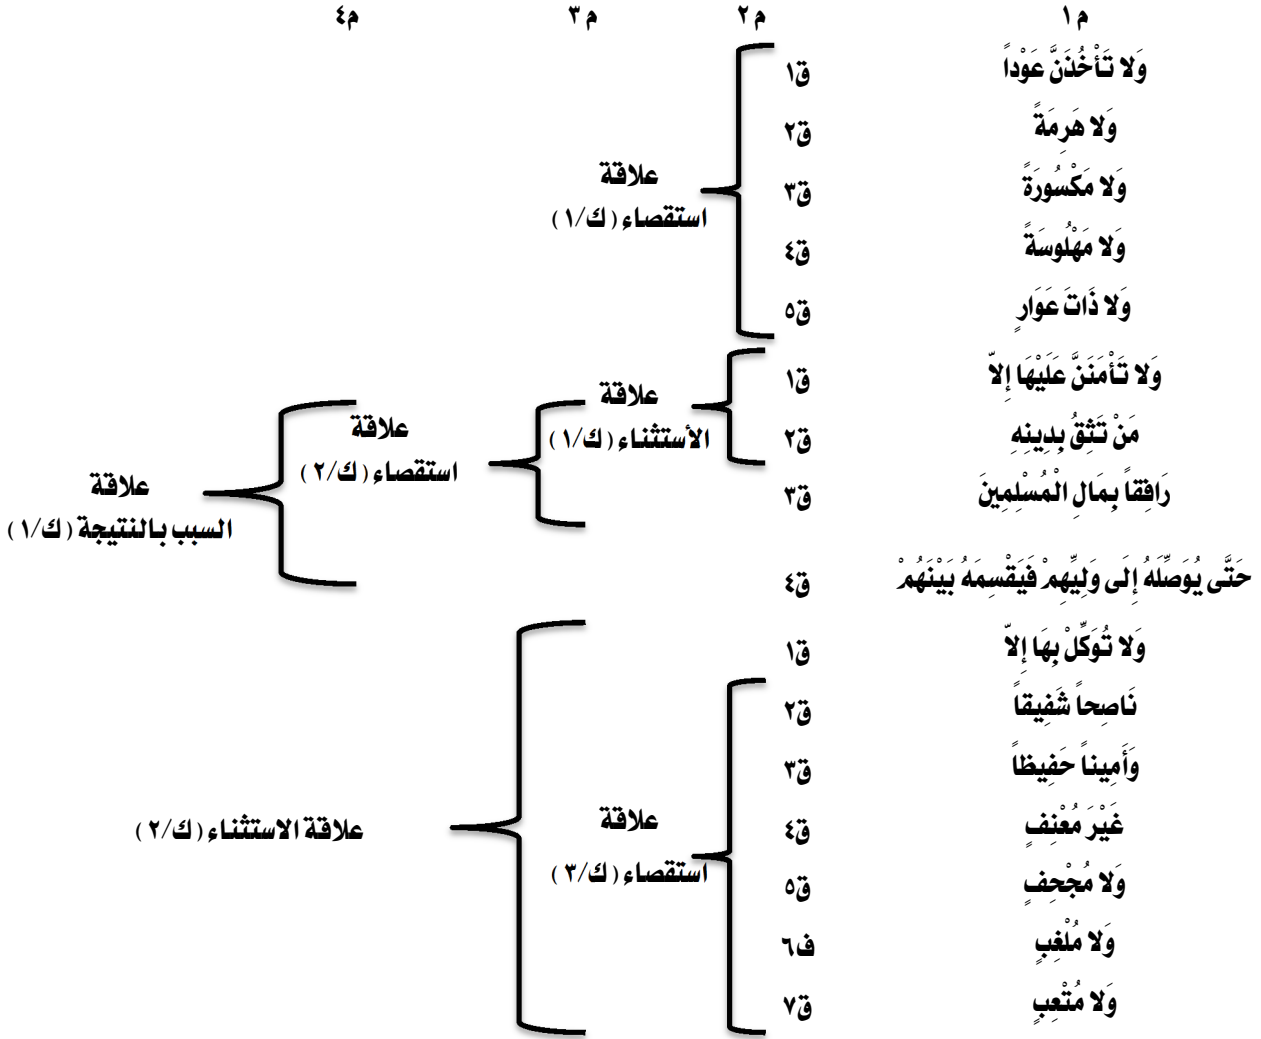 م١ م٢ م٣ م٤
وَلا تَأْخُذَنَّ عَوْداً ق١
وَلا هَرِمَةً ق٢
علاقة
وَلا مَكْسُورَةً ق٣
استقصاء (ك/١)
وَلا مَهْلُوسَةً ق٤
وَلا ذَاتَ عَوَارٍ ق٥
وَلا تَأْمَنَنَّ عَلَيْهَا إِلاّ ق١
علاقة
الأستثناء (ك/١)
مَنْ تَثِقُ بِدِينِهِ ق٢
علاقة
استقصاء (ك/٢)
رَافِقاً بِمَالِ الْمُسْلِمِينَ ق٣
علاقة
السبب بالنتيجة (ك/١)
حَتَّى يُوَصِّلَهُ إِلَى وَلِيِّهِمْ فَيَقْسِمَهُ بَيْنَهُمْ ق٤
وَلا تُوَكِّلْ بِهَا إِلاّ ق١
نَاصِحاً شَفِيقاً ق٢
وَأَمِيناً حَفِيظاً ق٣
غَيْرَ مُعْنِفٍ ق٤
علاقة
استقصاء (ك/٣)
علاقة الاستثناء (ك/٢)
وَلا مُجْحِفٍ ق٥
وَلا مُلْغِبٍ ف٦
وَلا مُتْعِبٍ ق٧